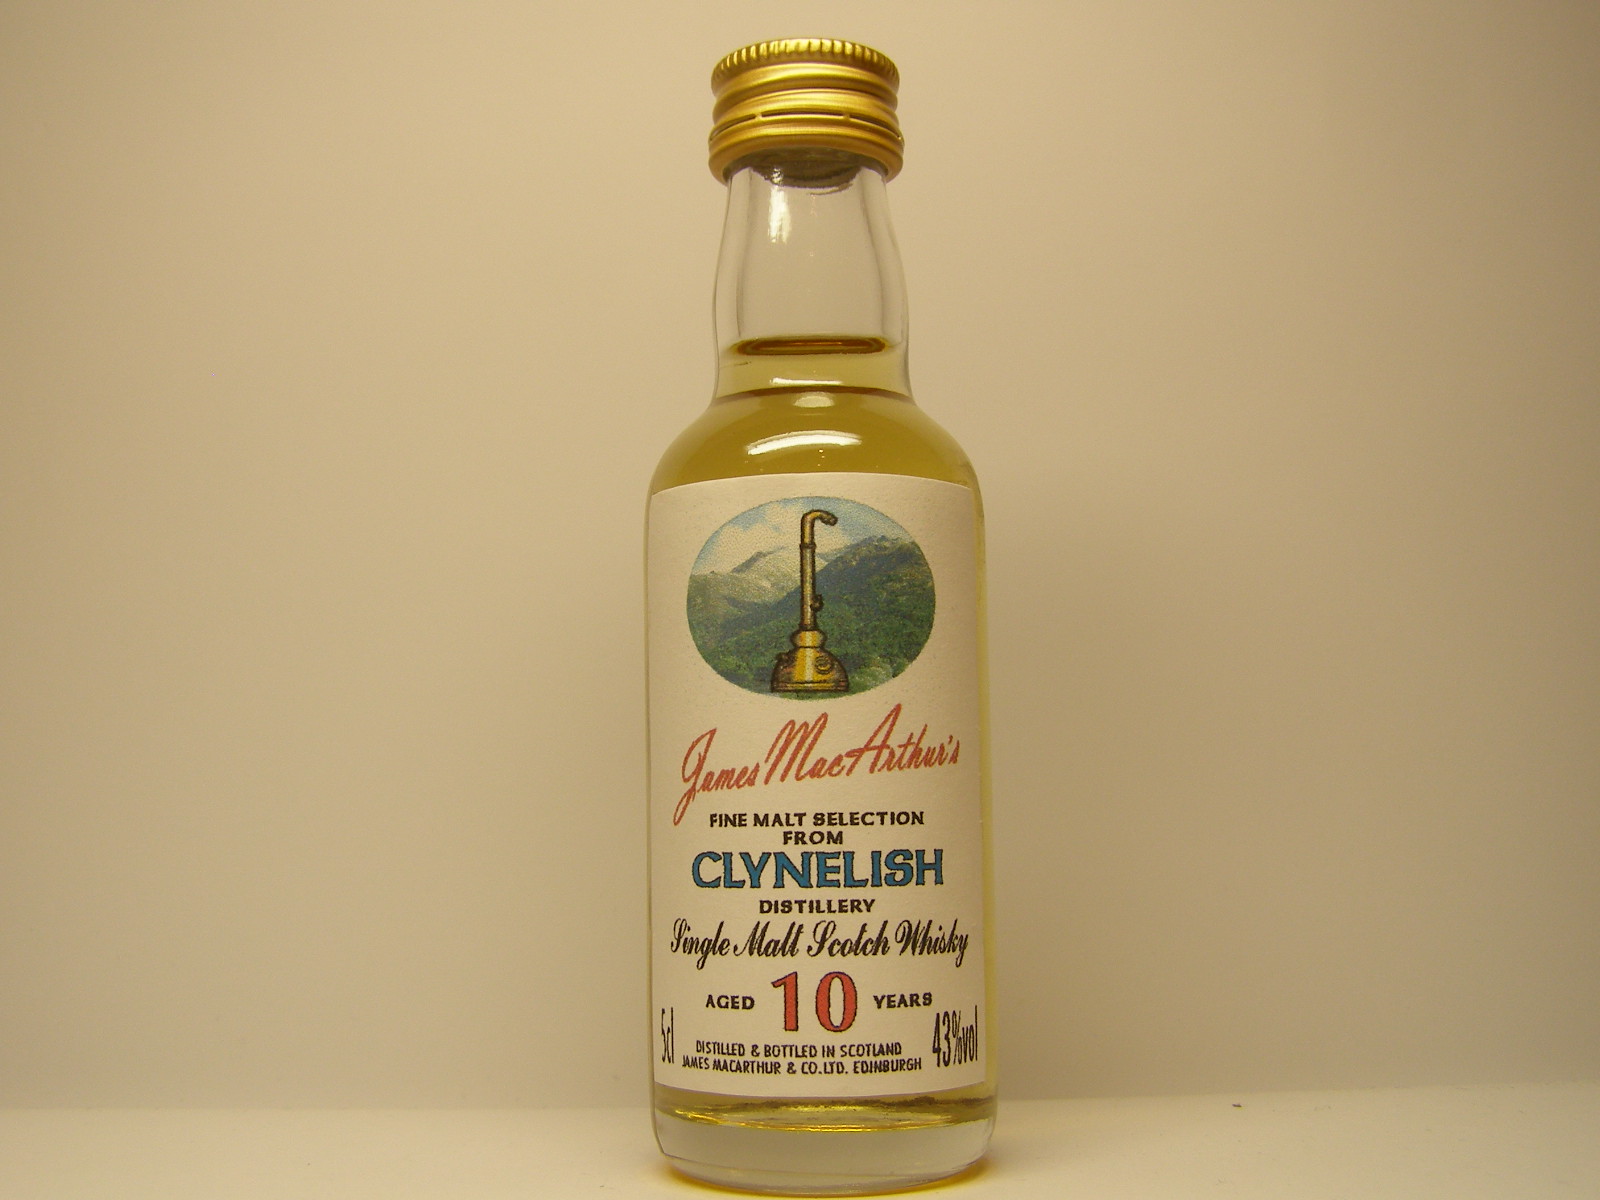 James MacArthur's
FINE MALT SELECTION
FROM
CLYNELISH
DISTILLERY
Single Malt Scotch Whisky
AGED 10 YEARS
5cl
43%vol
DISTILLED & BOTTLED IN SCOTLAND
JAMES MACARTHUR & CO.LTD. EDINBURGH